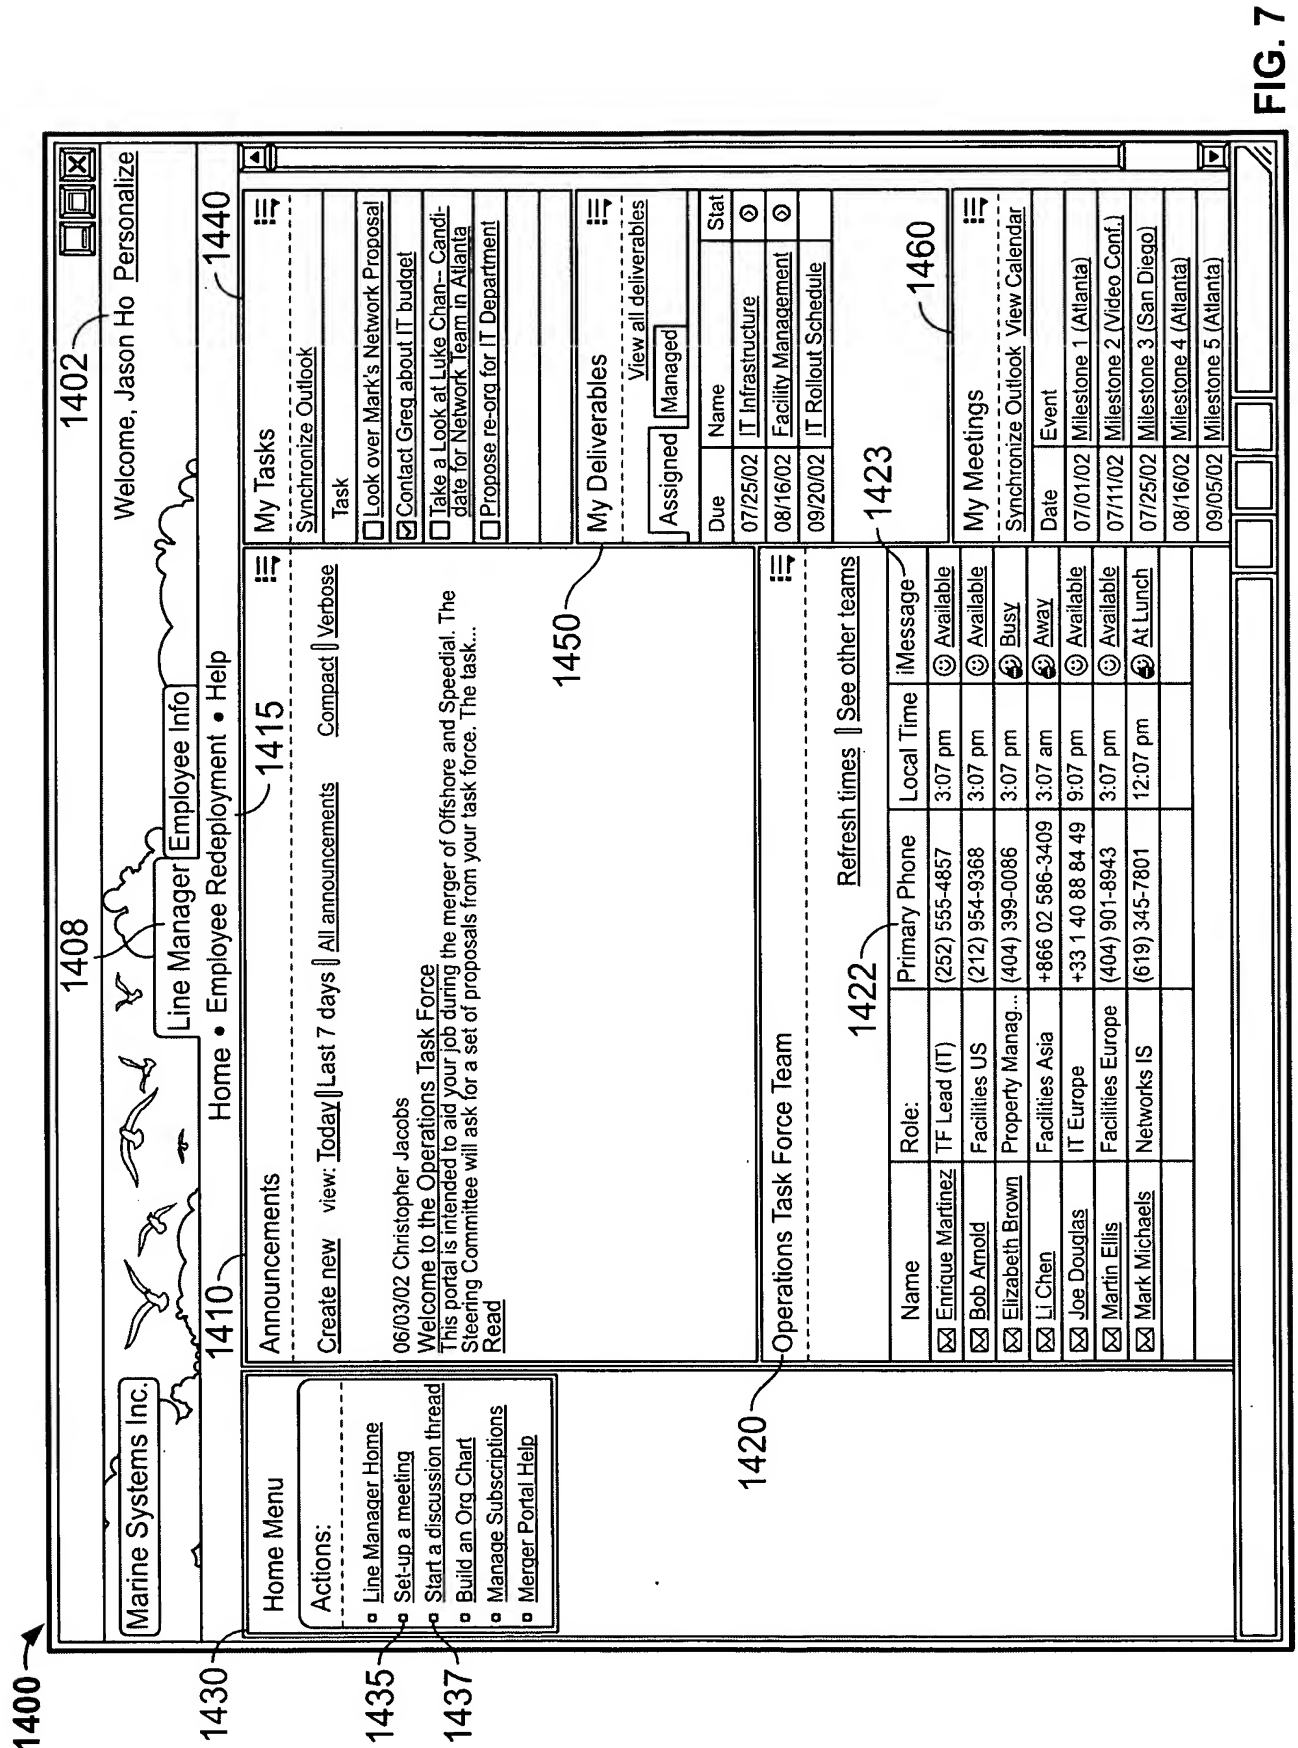 1400
1402
Welcome, Jason Ho Personalize
1408
Marine Systems Inc.
Line Manager Employee Info
Home • Employee Redeployment • Help
1430
Home Menu
Actions:
Line Manager Home
1435
Set-up a meeting
1437
Start a discussion thread
Build an Org Chart
Manage Subscriptions
Merger Portal Help
1410
1415
Announcements
Create new view: Today || Last 7 days || All announcements Compact || Verbose
06/03/02 Christopher Jacobs
Welcome to the Operations Task Force
This portal is intended to aid your job during the merger of Offshore and Speedial. The
Steering Committee will ask for a set of proposals from your task force. The task...
Read
1420
Operations Task Force Team
Refresh times || See other teams
1422
1423
Name Role: Primary Phone Local Time iMessage
Enrique Martinez TF Lead (IT) (252) 555-4857 3:07 pm Available
Bob Arnold Facilities US (212) 954-9368 3:07 pm Available
Elizabeth Brown Property Manag... (404) 399-0086 3:07 pm Busy
Li Chen Facilities Asia +866 02 586-3409 3:07 am Away
Joe Douglas IT Europe +33 1 40 88 84 49 9:07 pm Available
Martin Ellis Facilities Europe (404) 901-8943 3:07 pm Available
Mark Michaels Networks IS (619) 345-7801 12:07 pm At Lunch
1440
My Tasks
Synchronize Outlook
Task
Look over Mark's Network Proposal
Contact Greg about IT budget
Take a Look at Luke Chan-- Candi-
date for Network Team in Atlanta
Propose re-org for IT Department
1450
My Deliverables
View all deliverables
Assigned Managed
Due Name Stat
07/25/02 IT Infrastructure
08/16/02 Facility Management
09/20/02 IT Rollout Schedule
1460
My Meetings
Synchronize Outlook View Calendar
Date Event
07/01/02 Milestone 1 (Atlanta)
07/11/02 Milestone 2 (Video Conf.)
07/25/02 Milestone 3 (San Diego)
08/16/02 Milestone 4 (Atlanta)
09/05/02 Milestone 5 (Atlanta)
FIG. 7